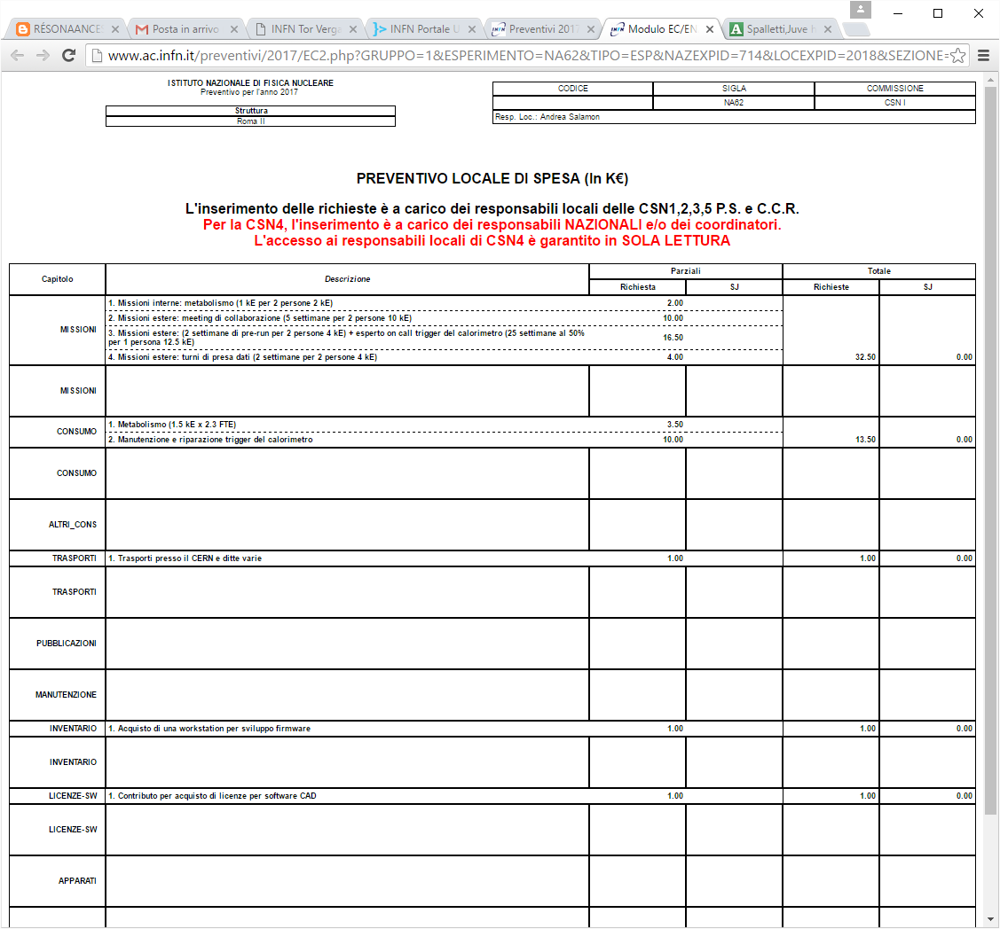 RÉSONAANCES
Posta in arrivo
INFN Tor Verga
INFN Portale U
Preventivi 2017
Modulo EC/EN
Spalletti,Juve h
www.ac.infn.it/preventivi/2017/EC2.php?GRUPPO=1&ESPERIMENTO=NA62&TIPO=ESP&NAZEXPID=714&LOCEXPID=2018&SEZIONE=
ISTITUTO NAZIONALE DI FISICA NUCLEARE
Preventivo per l'anno 2017
Struttura
Roma II
CODICE SIGLA COMMISSIONE
NA62 CSN I
Resp. Loc.: Andrea Salamon
PREVENTIVO LOCALE DI SPESA (In K€)
L'inserimento delle richieste è a carico dei responsabili locali delle CSN1,2,3,5 P.S. e C.C.R.
Per la CSN4, l'inserimento è a carico dei responsabili NAZIONALI e/o dei coordinatori.
L'accesso ai responsabili locali di CSN4 è garantito in SOLA LETTURA
Capitolo Descrizione Parziali Totale
Richiesta SJ Richieste SJ
MISSIONI
1. Missioni interne: metabolismo (1 kE per 2 persone 2 kE) 2.00
2. Missioni estere: meeting di collaborazione (5 settimane per 2 persone 10 kE) 10.00
3. Missioni estere: (2 settimane di pre-run per 2 persone 4 kE) + esperto on call trigger del calorimetro (25 settimane al 50%
per 1 persona 12.5 kE) 16.50
4. Missioni estere: turni di presa dati (2 settimane per 2 persone 4 kE) 4.00 32.50 0.00
MISSIONI
CONSUMO
1. Metabolismo (1.5 kE x 2.3 FTE) 3.50
2. Manutenzione e riparazione trigger del calorimetro 10.00 13.50 0.00
CONSUMO
ALTRI_CONS
TRASPORTI 1. Trasporti presso il CERN e ditte varie 1.00 1.00 0.00
TRASPORTI
PUBBLICAZIONI
MANUTENZIONE
INVENTARIO 1. Acquisto di una workstation per sviluppo firmware 1.00 1.00 0.00
INVENTARIO
LICENZE-SW 1. Contributo per acquisto di licenze per software CAD 1.00 1.00 0.00
LICENZE-SW
APPARATI